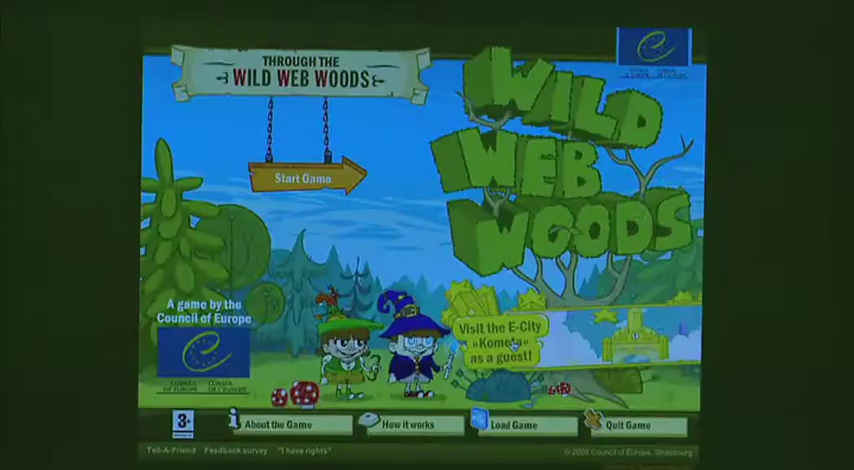 THROUGH THE
WILD WEB WOODS
WILD
WEB
WOODS
Start Game
A game by the
Council of Europe
Visit the E-City
as a guest!
3+
About the Game
How it works
Load Game
Quit Game
Tell-A-Friend
Feedback survey
"I have rights"
Council of Europe, Strasbourg